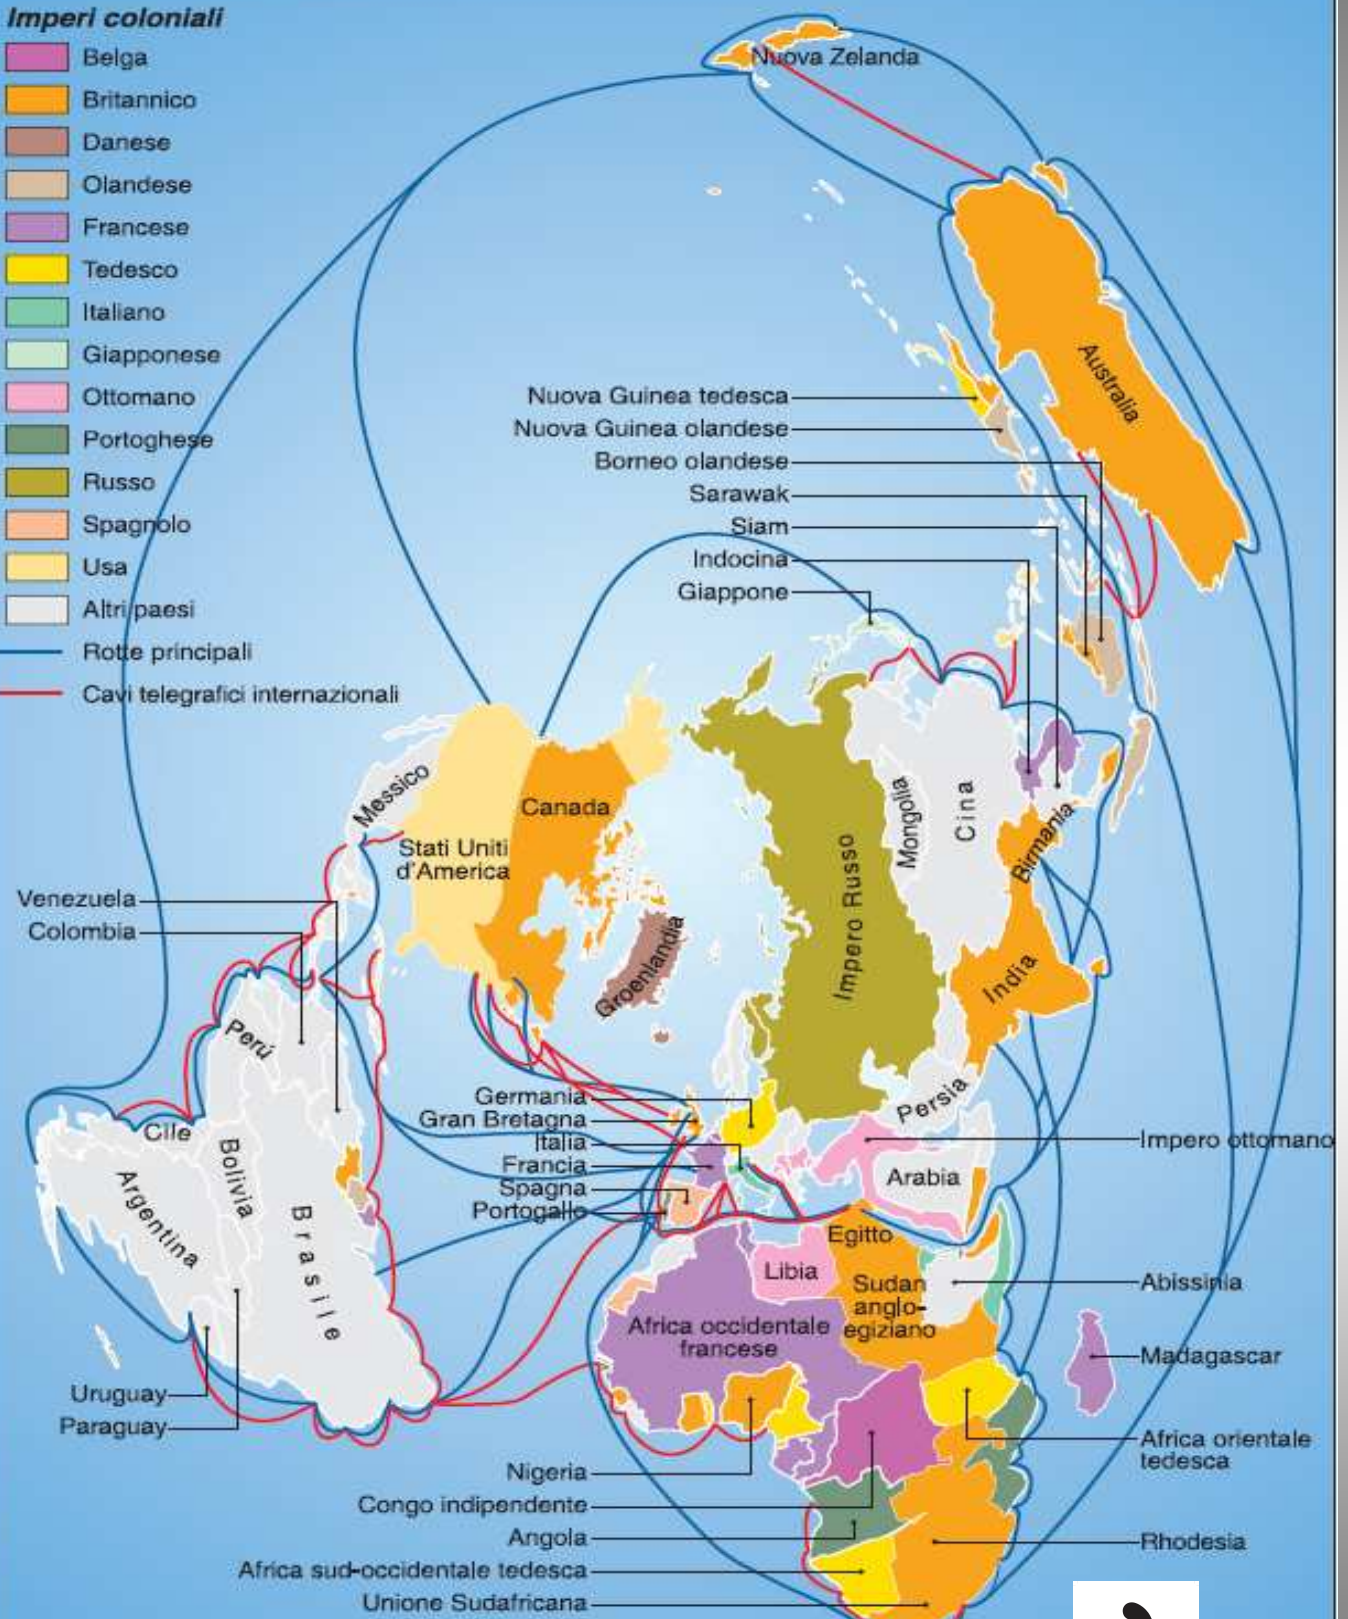 Imperi coloniali
Belga
Britannico
Danese
Olandese
Francese
Tedesco
Italiano
Giapponese
Ottomano
Portoghese
Russo
Spagnolo
Usa
Altri paesi
Rotte principali
Cavi telegrafici internazionali
Nuova Zelanda
Australia
Nuova Guinea tedesca
Nuova Guinea olandese
Borneo olandese
Sarawak
Siam
Indocina
Giappone
Messico
Stati Uniti
d'America
Canada
Groenlandia
Impero Russo
Mongolia
Cina
Birmania
India
Persia
Arabia
Impero ottomano
Venezuela
Colombia
Perú
Cile
Bolivia
Argentina
Brasile
Uruguay
Paraguay
Germania
Gran Bretagna
Italia
Francia
Spagna
Portogallo
Egitto
Libia
Sudan
anglo-
egiziano
Africa occidentale
francese
Abissinia
Madagascar
Africa orientale
tedesca
Rhodesia
Nigeria
Congo indipendente
Angola
Africa sud-occidentale tedesca
Unione Sudafricana